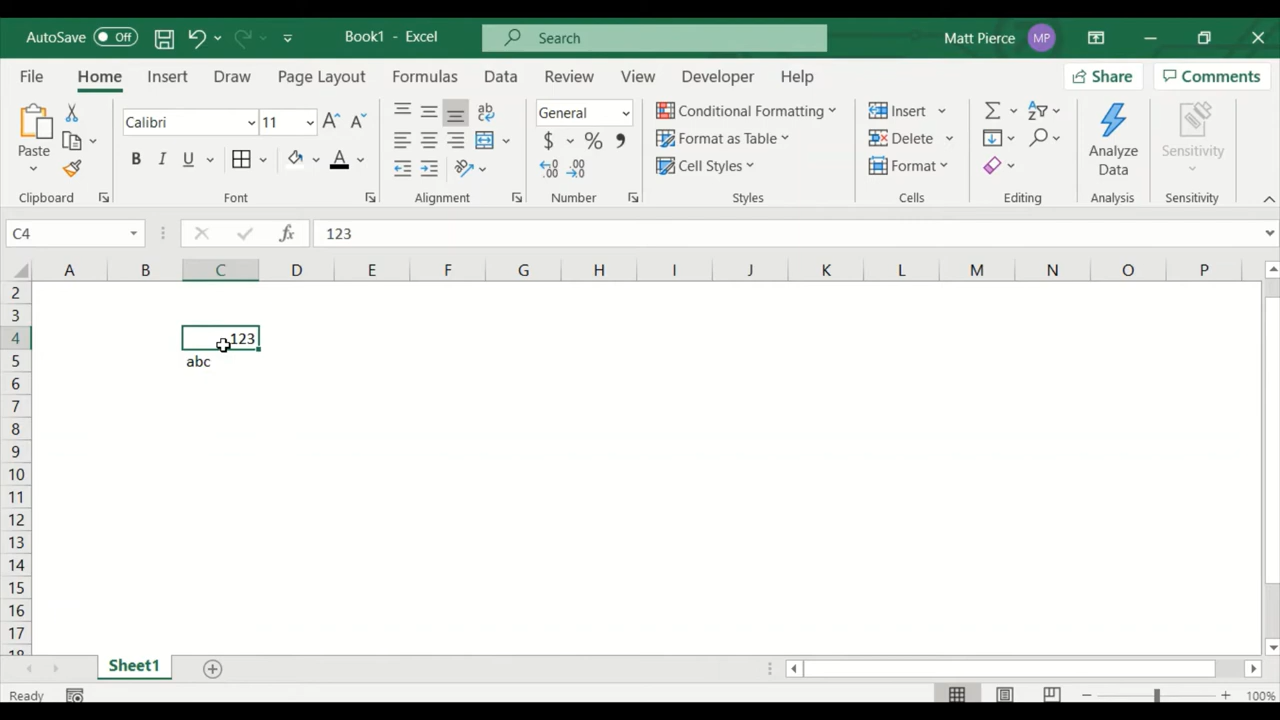 AutoSave Off Book1 - Excel Search Matt Pierce MP
File Home Insert Draw Page Layout Formulas Data Review View Developer Help Share Comments
Paste Calibri 11 General $ % Conditional Formatting Format as Table Cell Styles Insert Delete Format Analyze Data Sensitivity
Clipboard Font Alignment Number Styles Cells Editing Analysis Sensitivity
C4 fx 123
A B C D E F G H I J K L M N O P
2
3
4 123
5 abc
6
7
8
9
10
11
12
13
14
15
16
17
18
Sheet1
Ready 100%